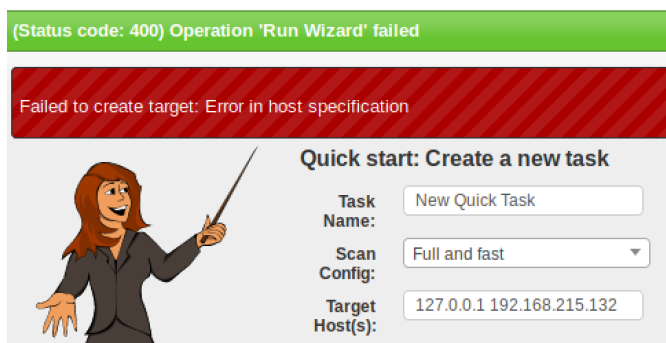 (Status code: 400) Operation 'Run Wizard' failed
Failed to create target: Error in host specification
Quick start: Create a new task
Task Name: New Quick Task
Scan Config: Full and fast
Target Host(s): 127.0.0.1 192.168.215.132